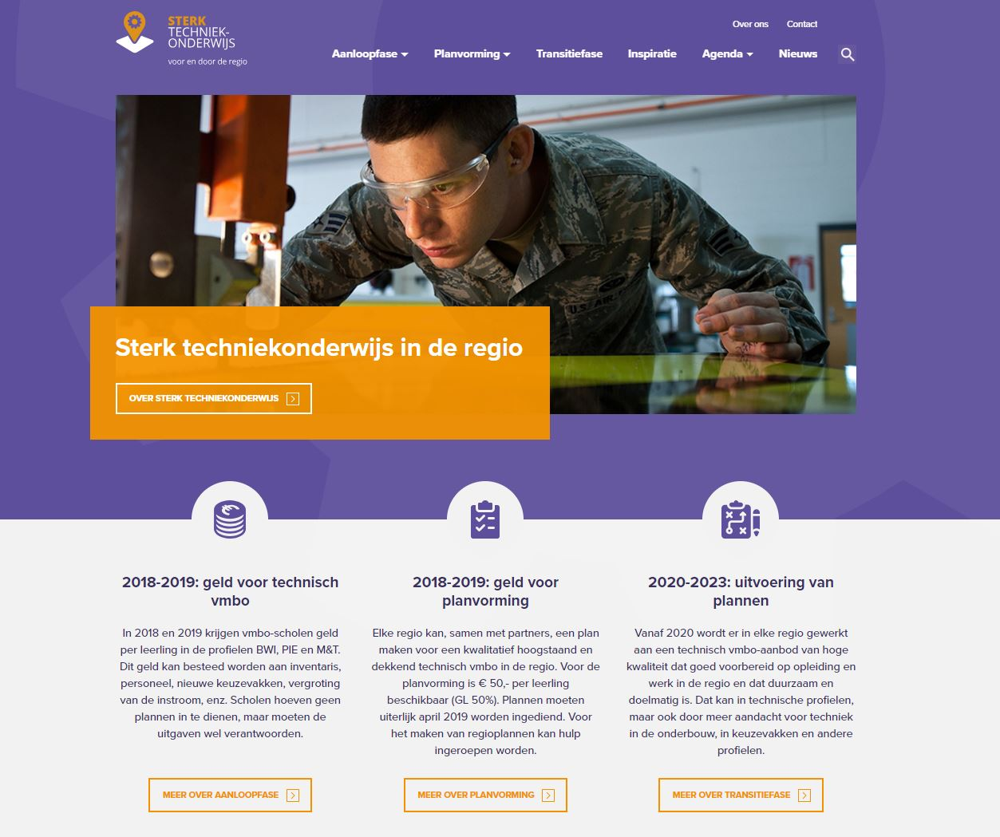 STERK
TECHNIEK-
ONDERWIJS
voor en door de regio
Over ons
Contact
Aanloopfase
Planvorming
Transitiefase
Inspiratie
Agenda
Nieuws
U.S. AIR
Sterk techniekonderwijs in de regio
OVER STERK TECHNIEKONDERWIJS
2018-2019: geld voor technisch
vmbo
In 2018 en 2019 krijgen vmbo-scholen geld
per leerling in de profielen BWI, PIE en M&T.
Dit geld kan besteed worden aan inventaris,
personeel, nieuwe keuzevakken, vergroting
van de instroom, enz. Scholen hoeven geen
plannen in te dienen, maar moeten de
uitgaven wel verantwoorden.
MEER OVER AANLOOPFASE
2018-2019: geld voor
planvorming
Elke regio kan, samen met partners, een plan
maken voor een kwalitatief hoogstaand en
dekkend technisch vmbo in de regio. Voor de
planvorming is € 50,- per leerling
beschikbaar (GL 50%). Plannen moeten
uiterlijk april 2019 worden ingediend. Voor
het maken van regioplannen kan hulp
ingeroepen worden.
MEER OVER PLANVORMING
2020-2023: uitvoering van
plannen
Vanaf 2020 wordt er in elke regio gewerkt
aan een technisch vmbo-aanbod van hoge
kwaliteit dat goed voorbereid op opleiding en
werk in de regio en dat duurzaam en
doelmatig is. Dat kan in technische profielen,
maar ook door meer aandacht voor techniek
in de onderbouw, in keuzevakken en andere
profielen.
MEER OVER TRANSITIEFASE